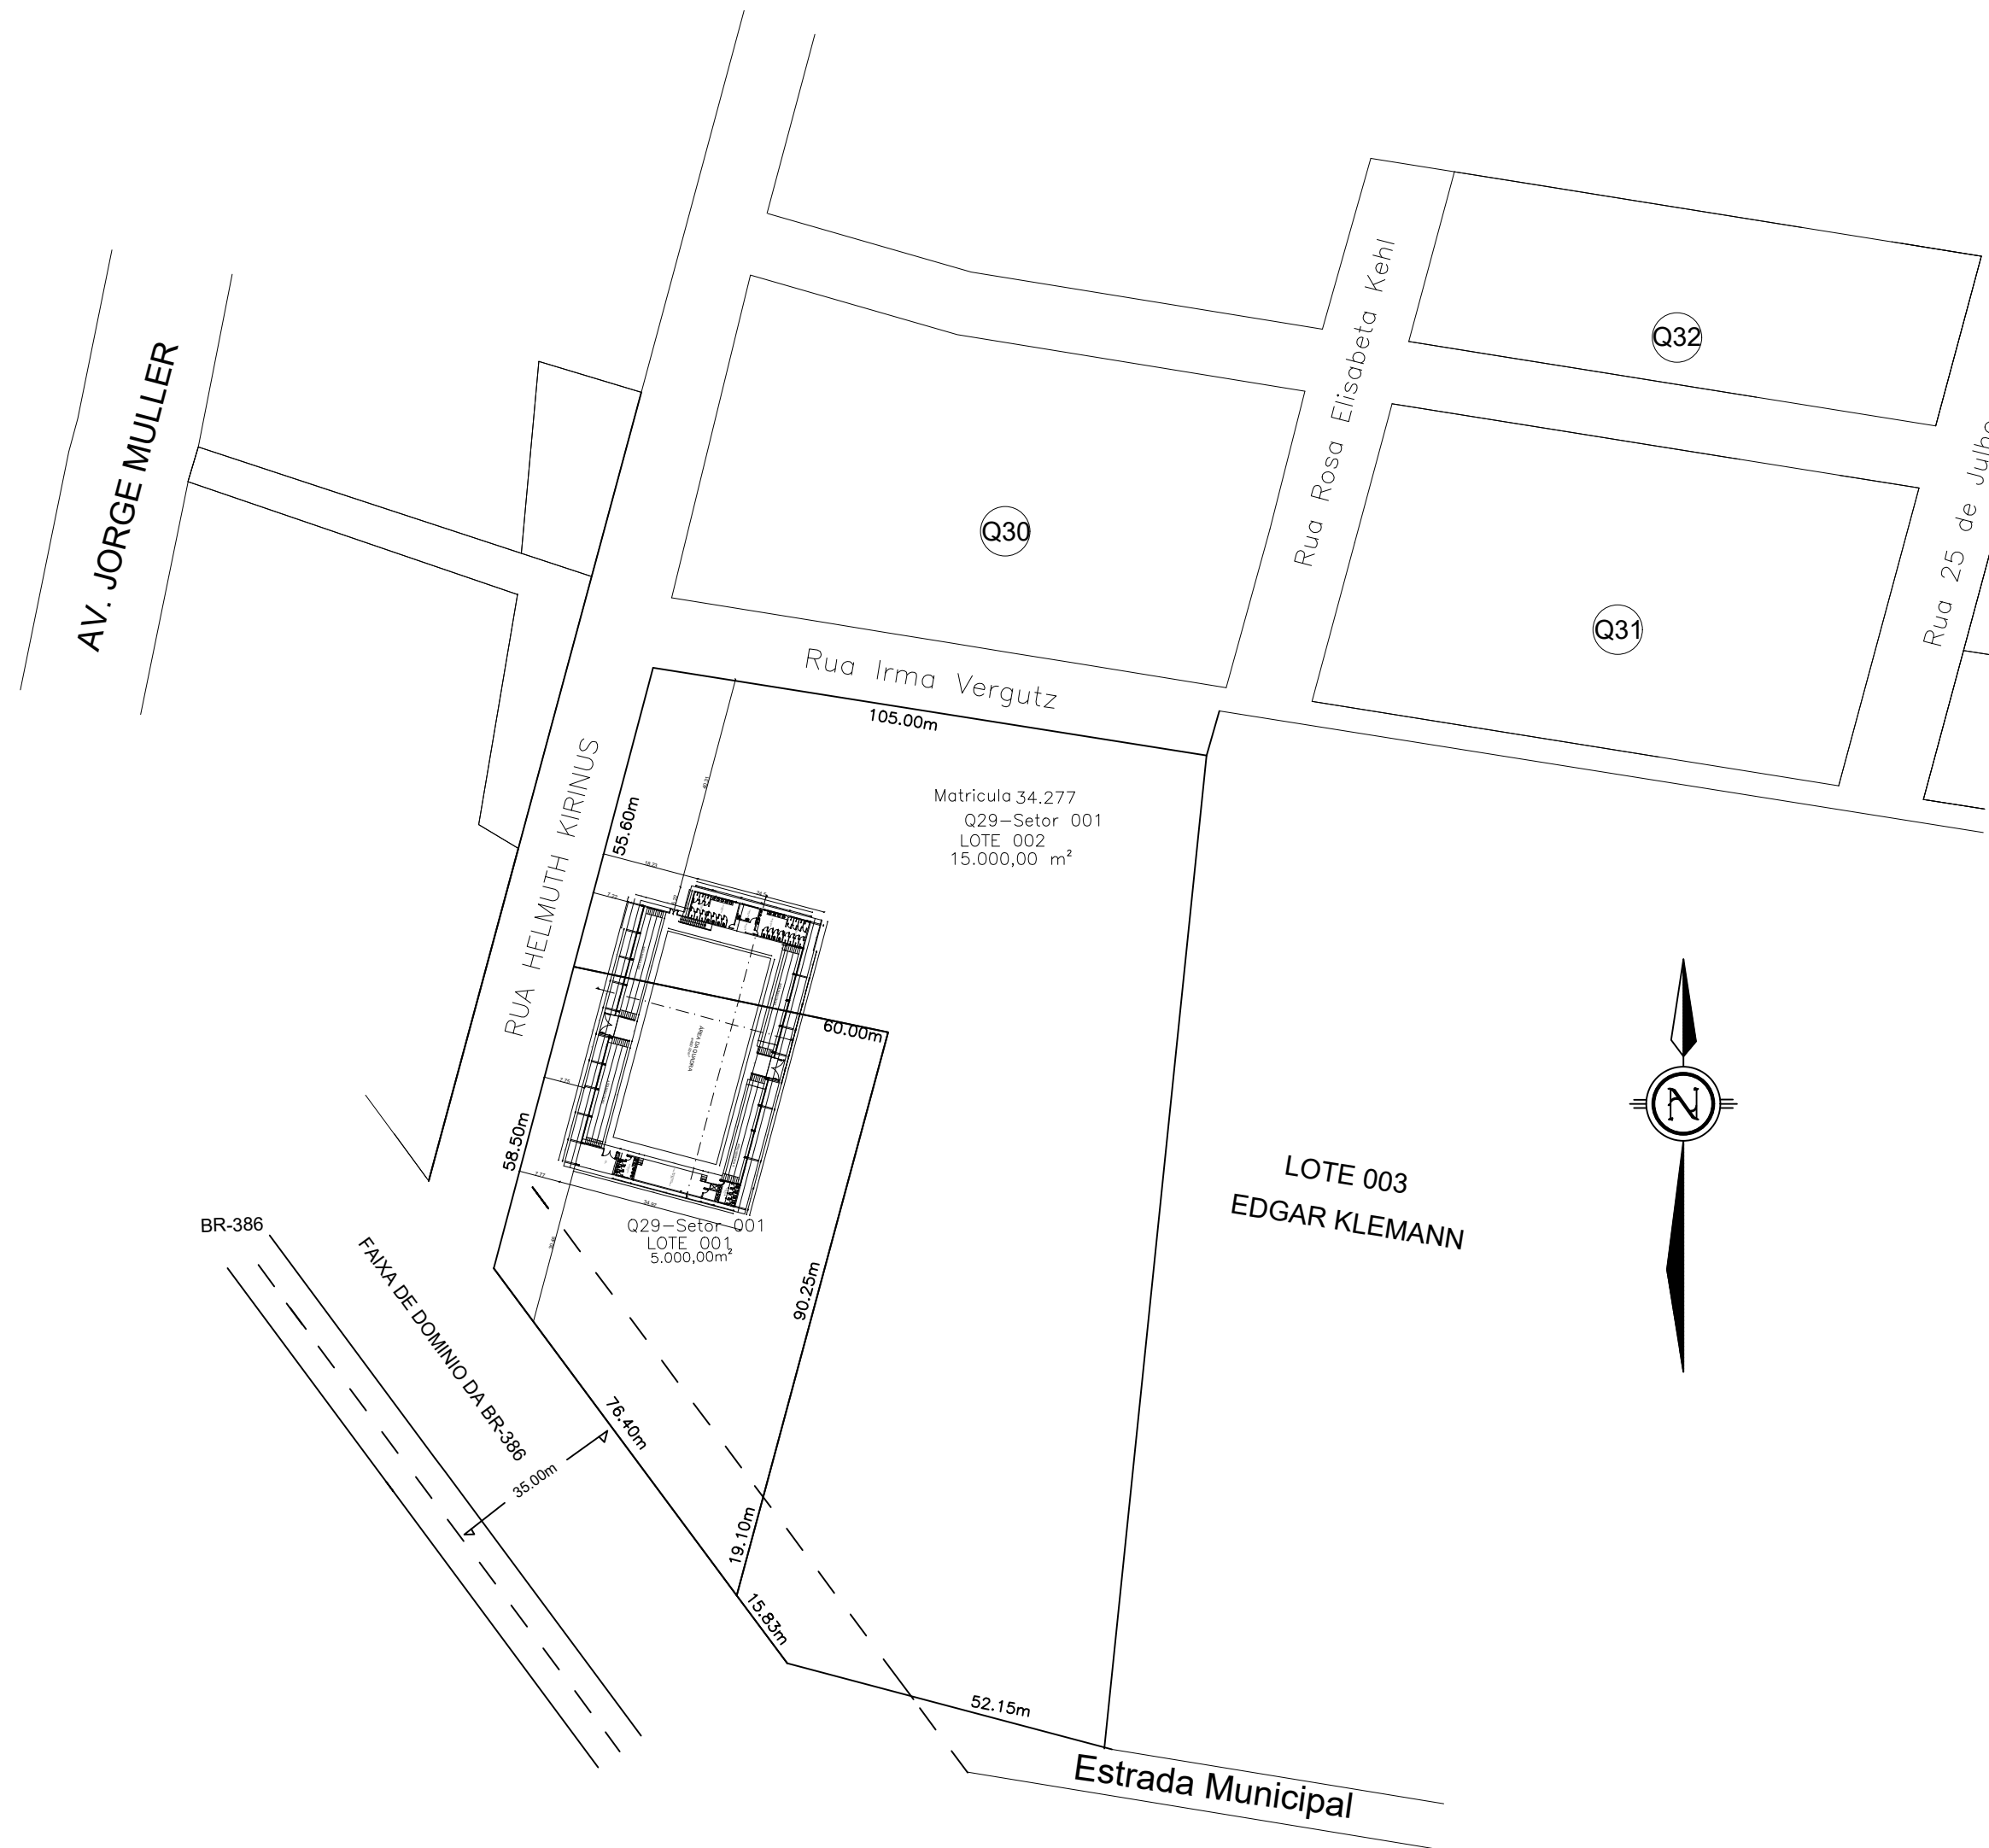 Rua Rosa Elisabeta Kehl
Q32
AV. JORGE MULLER
Rua 25 de Julho
Q30
Q31
Rua Irma Vergutz
105.00m
RUA HELMUTH KIRINUS
55.60m
Matricula 34.277
Q29-Setor 001
LOTE 002
15.000,00 m²
60.00m
ÁREA DA QUADRA
58.50m
LOTE 003
EDGAR KLEMANN
N
Q29-Setor 001
LOTE 001
5.000,00m²
BR-386
FAIXA DE DOMINIO DA BR-386
90.25m
76.40m
35.00m
19.10m
15.83m
52.15m
Estrada Municipal